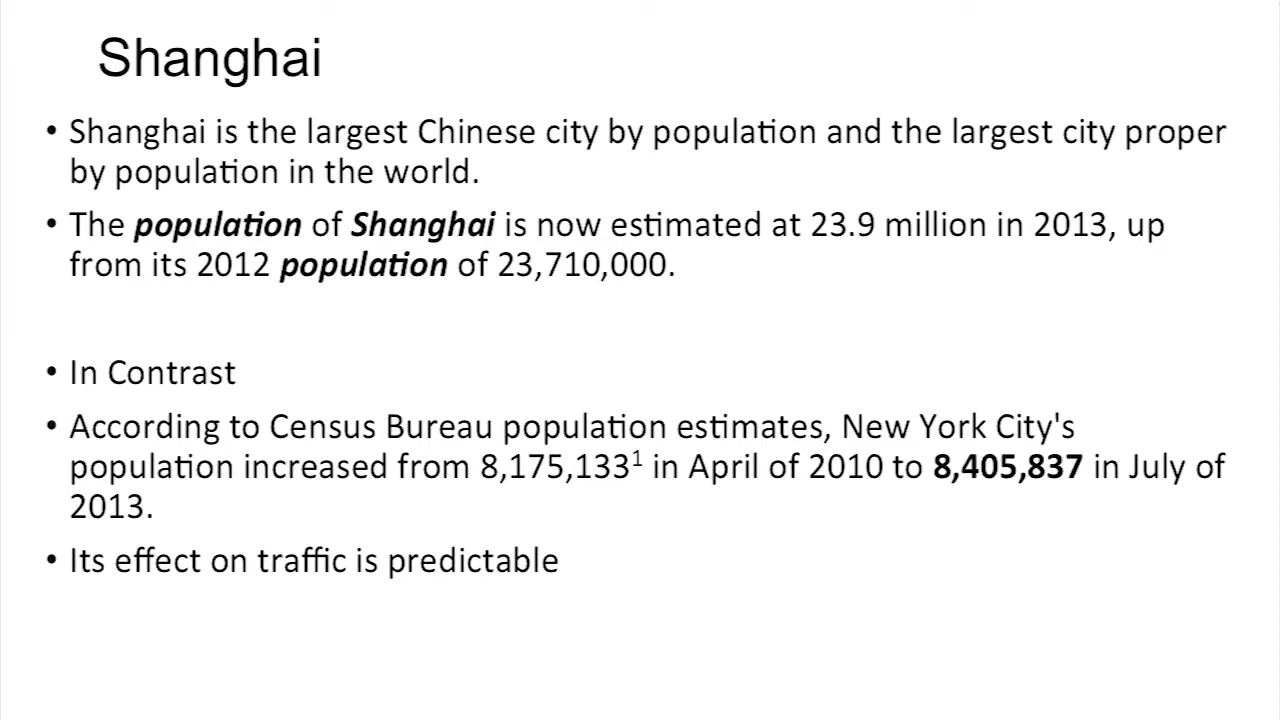 Shanghai
• Shanghai is the largest Chinese city by population and the largest city proper
by population in the world.
• The population of Shanghai is now estimated at 23.9 million in 2013, up
from its 2012 population of 23,710,000.
• In Contrast
• According to Census Bureau population estimates, New York City's
population increased from 8,175,133¹ in April of 2010 to 8,405,837 in July of
2013.
• Its effect on traffic is predictable